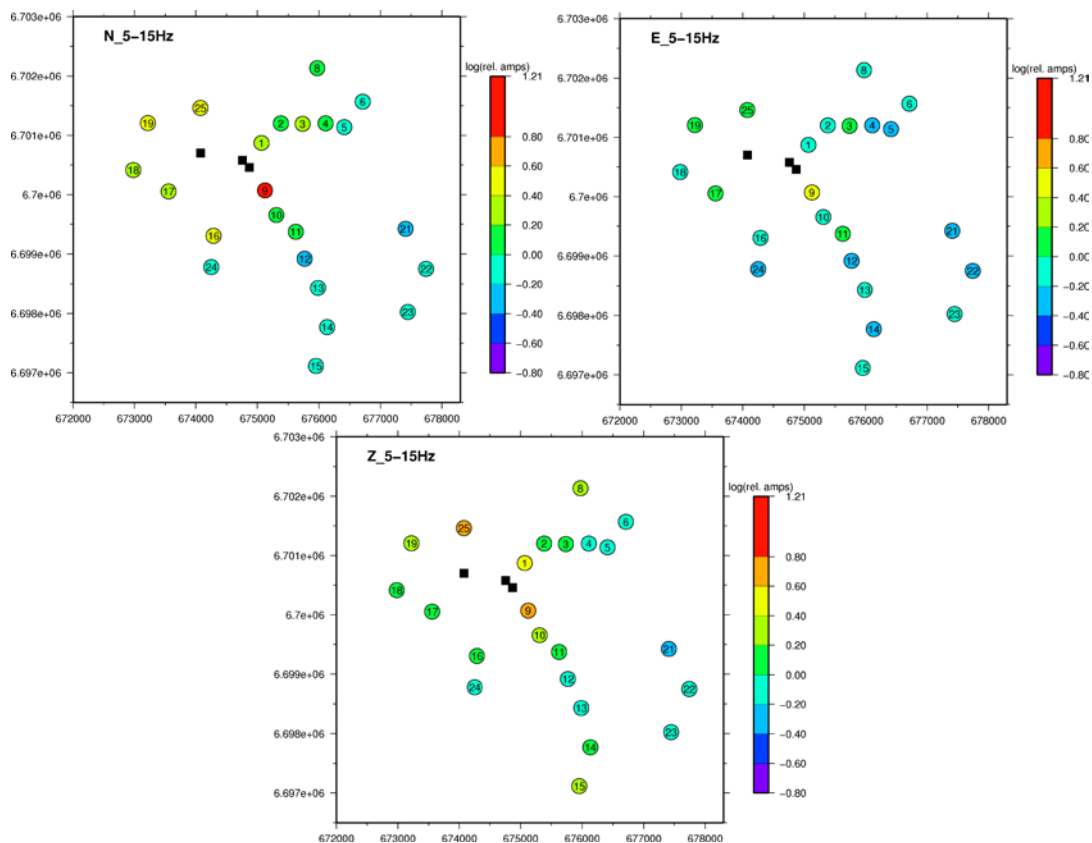 N_5-15Hz
6.703e+06
6.702e+06
6.701e+06
6.7e+06
6.699e+06
6.698e+06
6.697e+06
672000 673000 674000 675000 676000 677000 678000
8
6
25
19 2 3 4 5
1
18
17 9
10
11
16
21
12
24 22
13
23
14
15
log(rel. amps)
1.21
0.80
0.60
0.40
0.20
0.00
−0.20
−0.40
−0.60
−0.80
E_5-15Hz
6.703e+06
6.702e+06
6.701e+06
6.7e+06
6.699e+06
6.698e+06
6.697e+06
672000 673000 674000 675000 676000 677000 678000
8
6
25
19 2 3 4 5
1
18
17 9
10
11
16
21
12
24 22
13
23
14
15
log(rel. amps)
1.21
0.80
0.60
0.40
0.20
0.00
−0.20
−0.40
−0.60
−0.80
Z_5-15Hz
6.703e+06
6.702e+06
6.701e+06
6.7e+06
6.699e+06
6.698e+06
6.697e+06
672000 673000 674000 675000 676000 677000 678000
8
6
25
19 2 3 4 5
1
18
17 9
10
11
16
21
12
24 22
13
23
14
15
log(rel. amps)
1.21
0.80
0.60
0.40
0.20
0.00
−0.20
−0.40
−0.60
−0.80